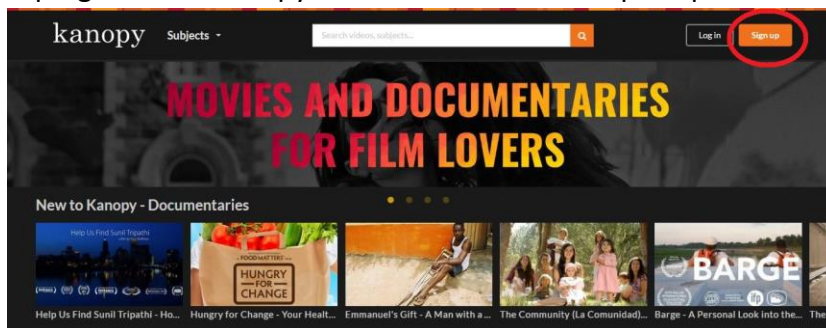 kanopy Subjects Search videos, subjects... Log in Sign up
MOVIES AND DOCUMENTARIES
FOR FILM LOVERS
New to Kanopy - Documentaries
Help Us Find Sunil Tripathi
FOOD MATTERS
HUNGRY
FOR
CHANGE
BARGE
Help Us Find Sunil Tripathi - Ho... Hungry for Change - Your Healt... Emmanuel's Gift - A Man with a ... The Community (La Comunidad)... Barge - A Personal Look into the... The